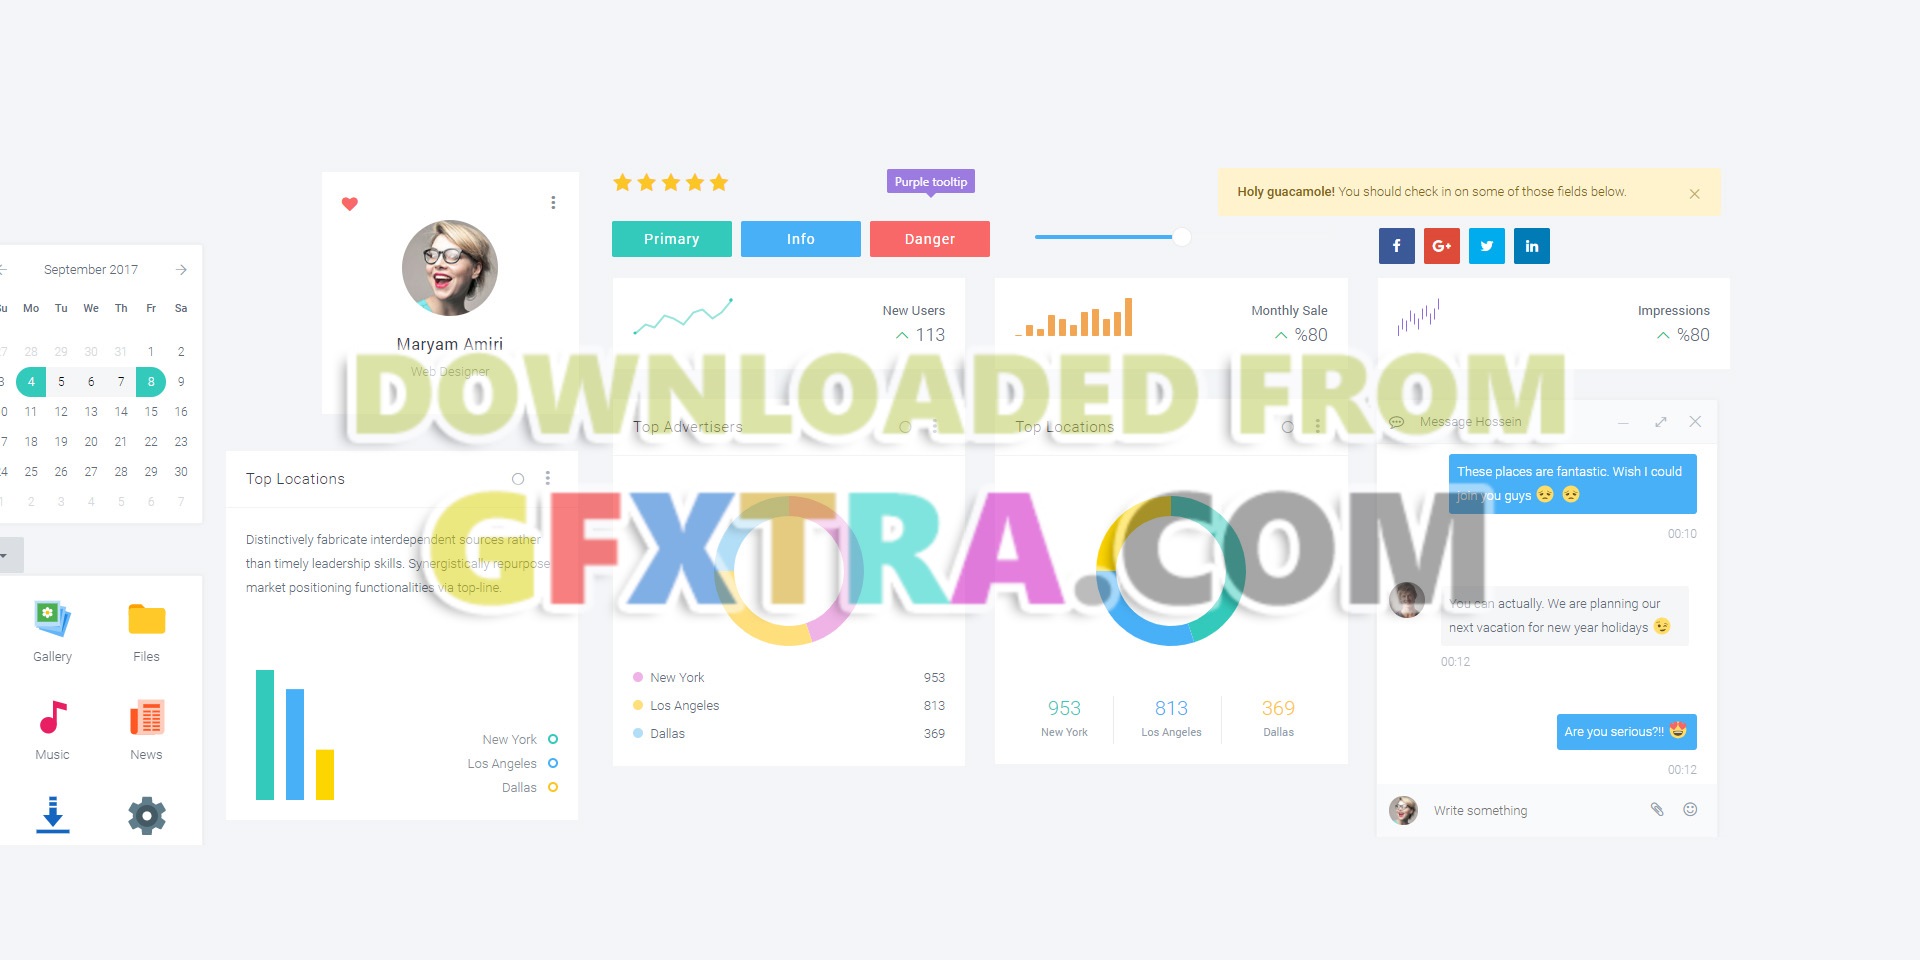 September 2017
Su Mo Tu We Th Fr Sa
27 28 29 30 31 1 2
3 4 5 6 7 8 9
10 11 12 13 14 15 16
17 18 19 20 21 22 23
24 25 26 27 28 29 30
1 2 3 4 5 6 7
Gallery Files
Music News
Maryam Amiri
Web Designer
Top Locations
Distinctively fabricate interdependent sources rather
than timely leadership skills. Synergistically repurpose
market positioning functionalities via top-line.
New York
Los Angeles
Dallas
Purple tooltip
Primary Info Danger
Holy guacamole! You should check in on some of those fields below.
f G+ in
New Users
113
Monthly Sale
%80
Impressions
%80
DOWNLOADED FROM
GFXTRA.COM
Top Advertisers
New York 953
Los Angeles 813
Dallas 369
Top Locations
953 813 369
New York Los Angeles Dallas
Message Hossein
These places are fantastic. Wish I could
join you guys 😞 😞
00:10
You can actually. We are planning our
next vacation for new year holidays 😉
00:12
Are you serious?!! 😍
00:12
Write something